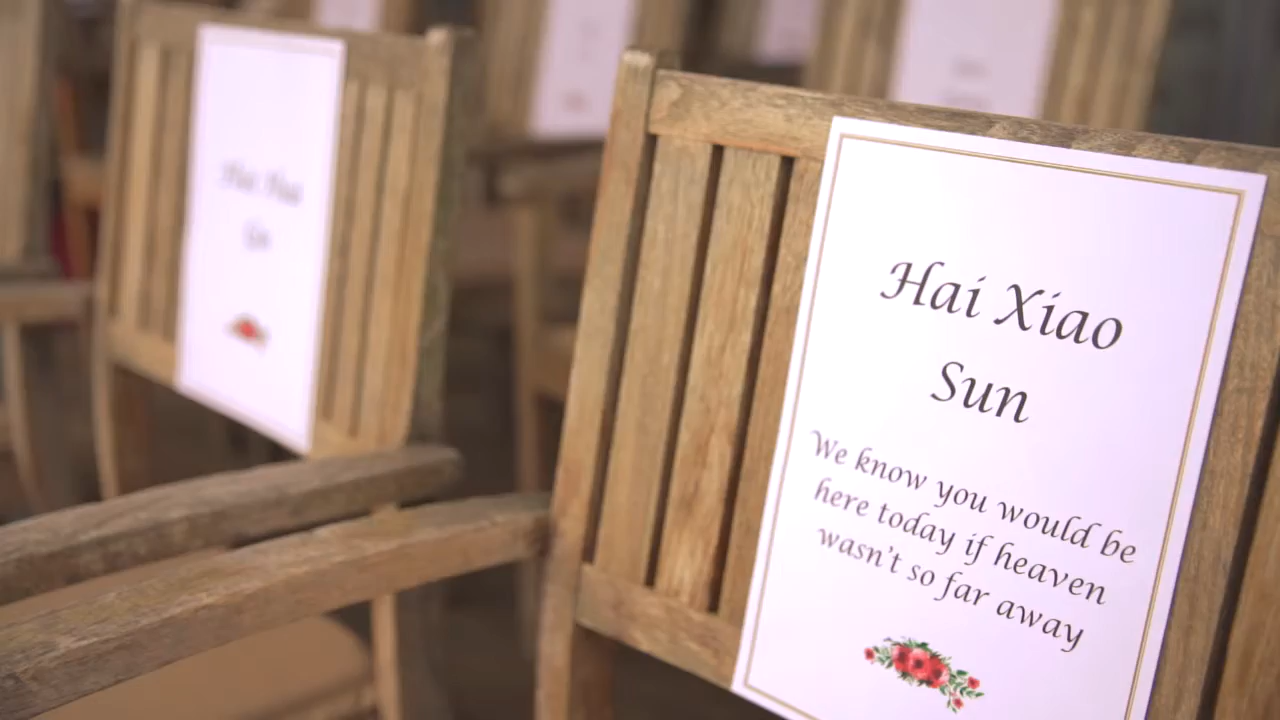 Hai Xiao
Sun
We know you would be
here today if heaven
wasn't so far away